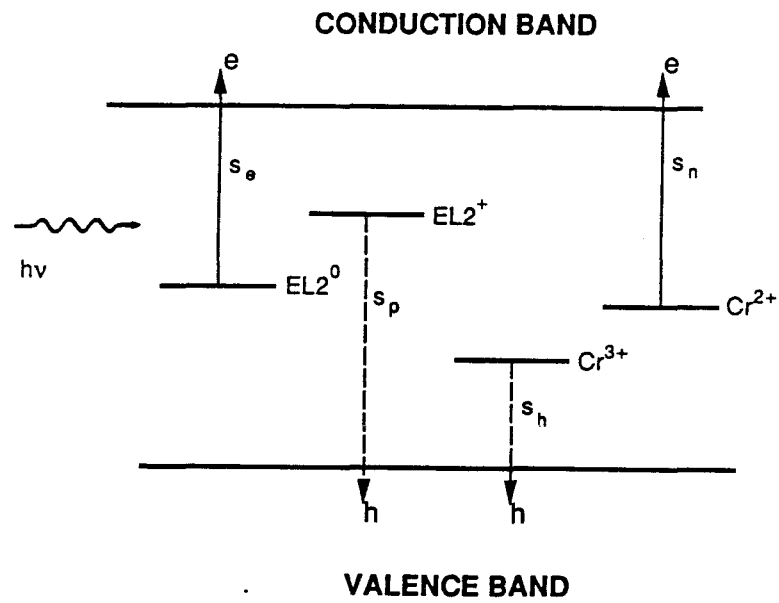 CONDUCTION BAND
e
e
s_e
s_n
EL2^+
hν
EL2^0
s_p
Cr^2+
Cr^3+
s_h
h
h
VALENCE BAND